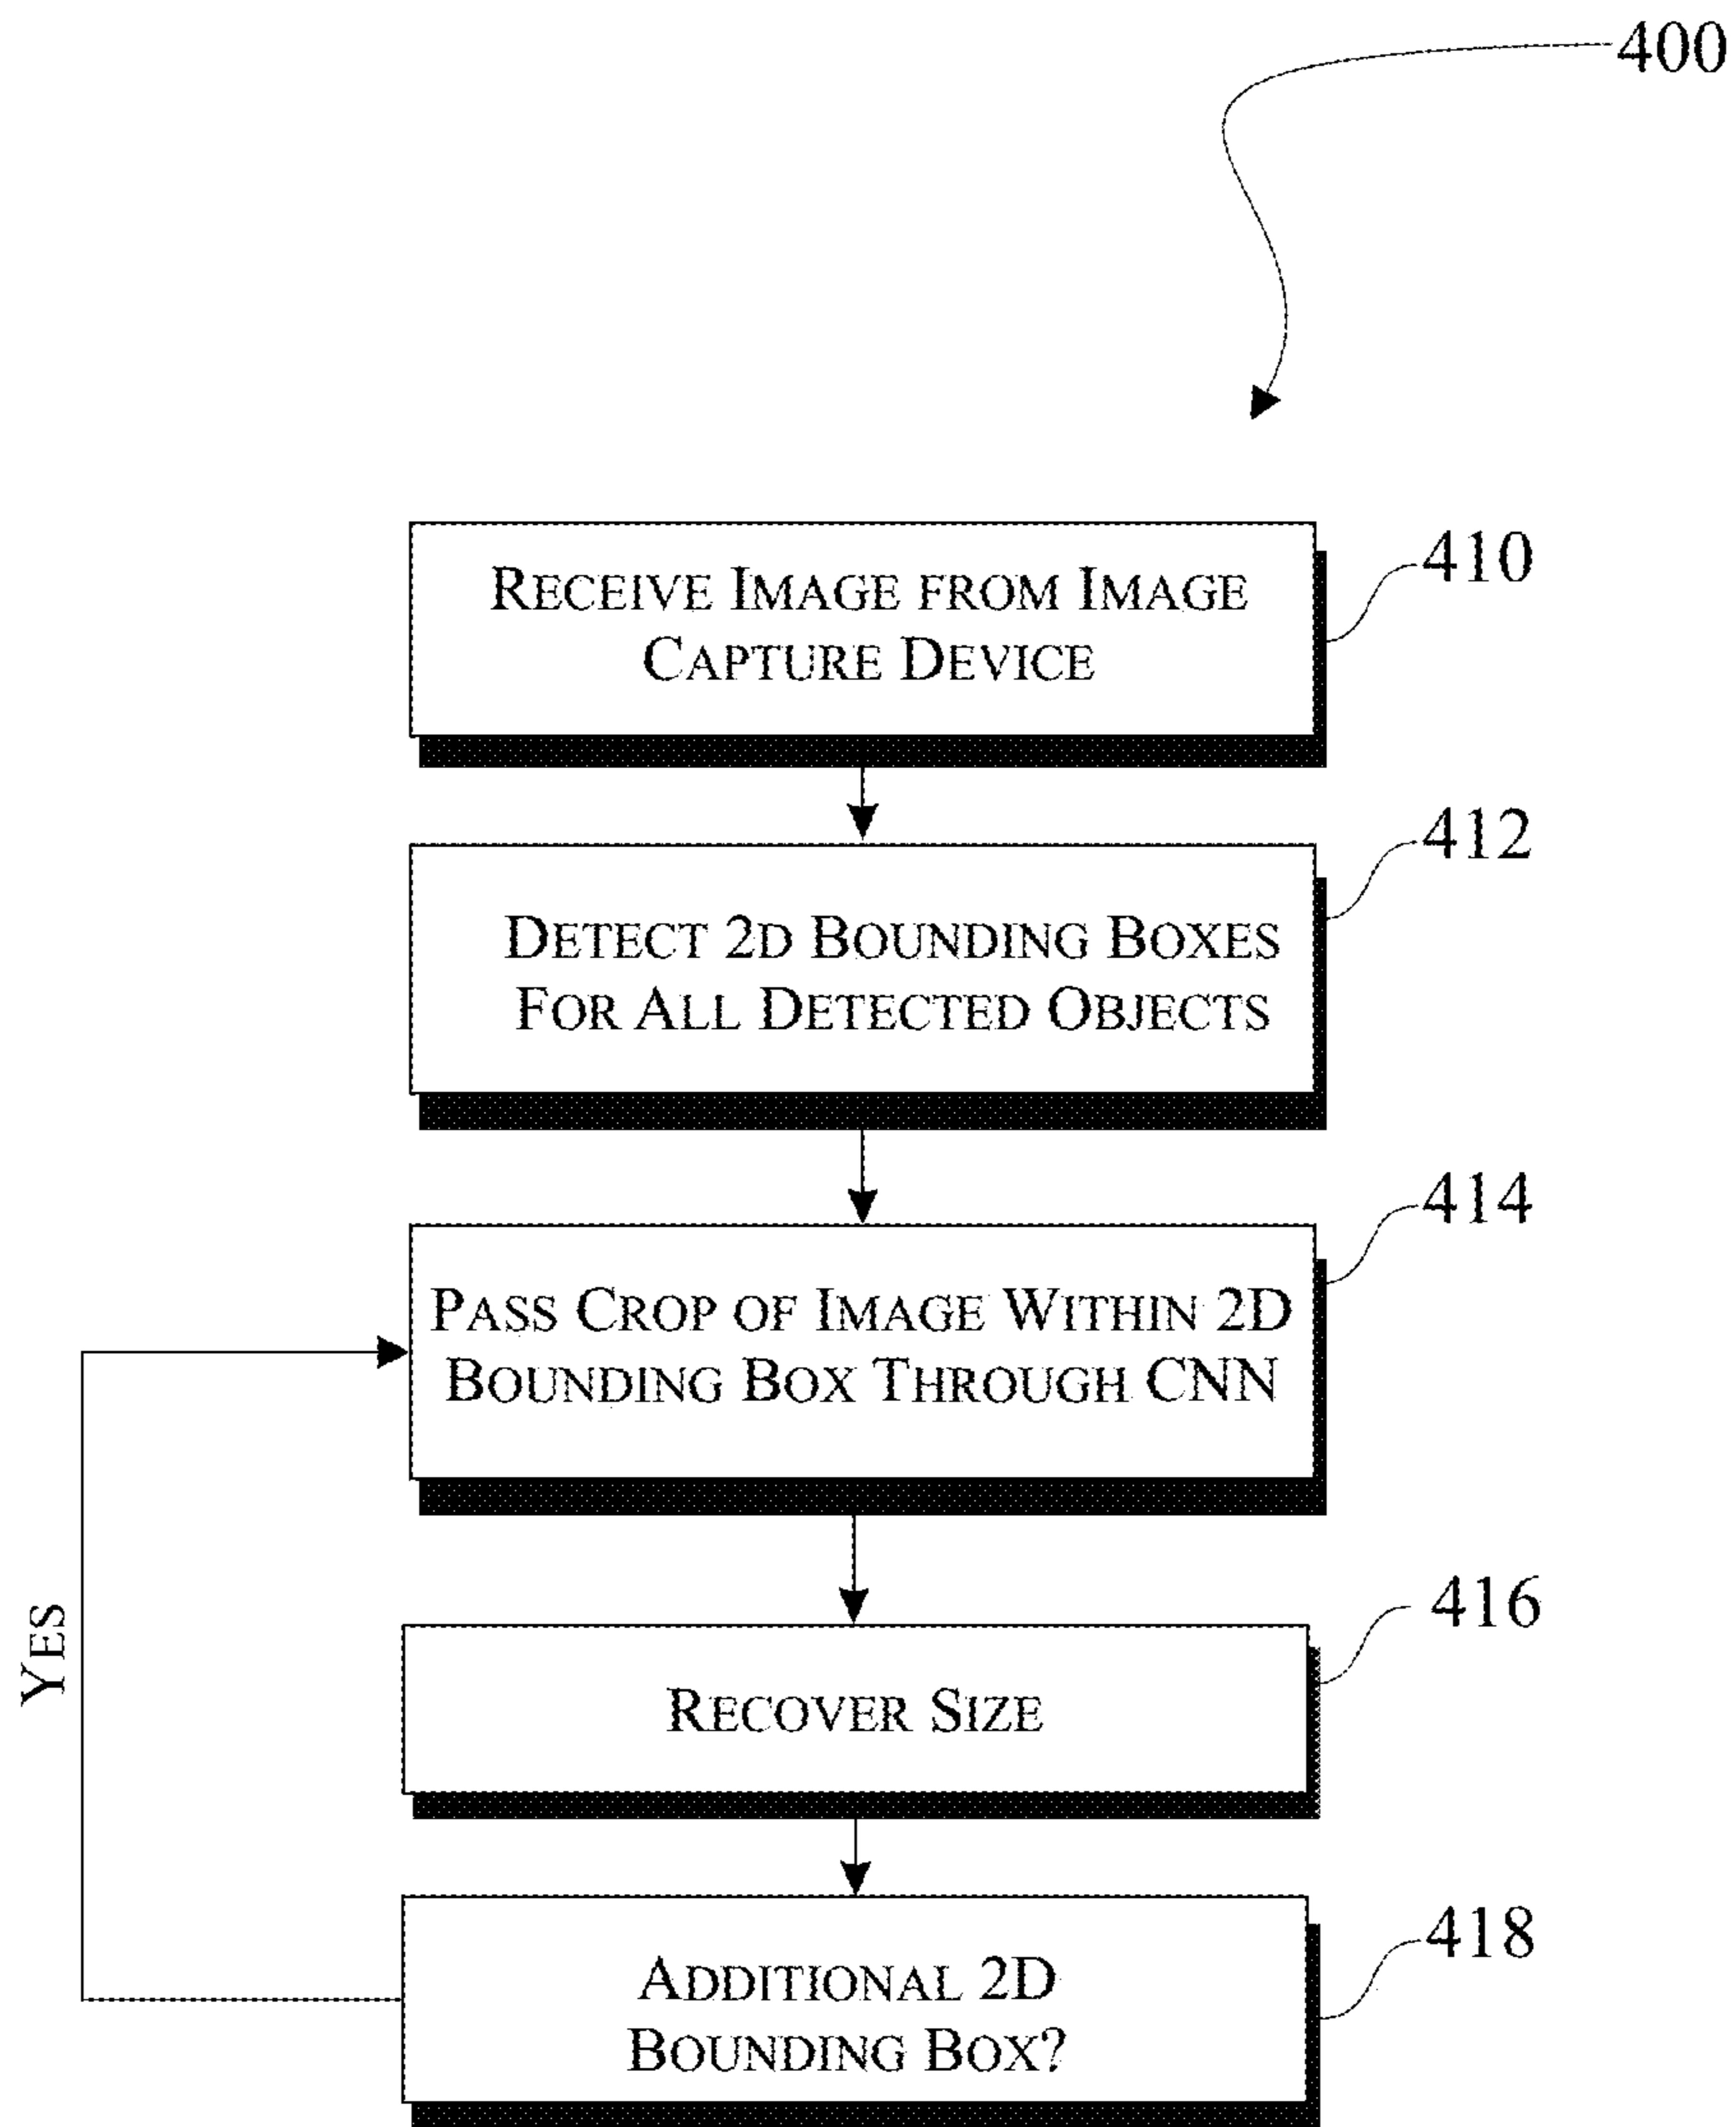 400
RECEIVE IMAGE FROM IMAGE
CAPTURE DEVICE
410
DETECT 2D BOUNDING BOXES
FOR ALL DETECTED OBJECTS
412
PASS CROP OF IMAGE WITHIN 2D
BOUNDING BOX THROUGH CNN
414
RECOVER SIZE
416
YES
ADDITIONAL 2D
BOUNDING BOX?
418